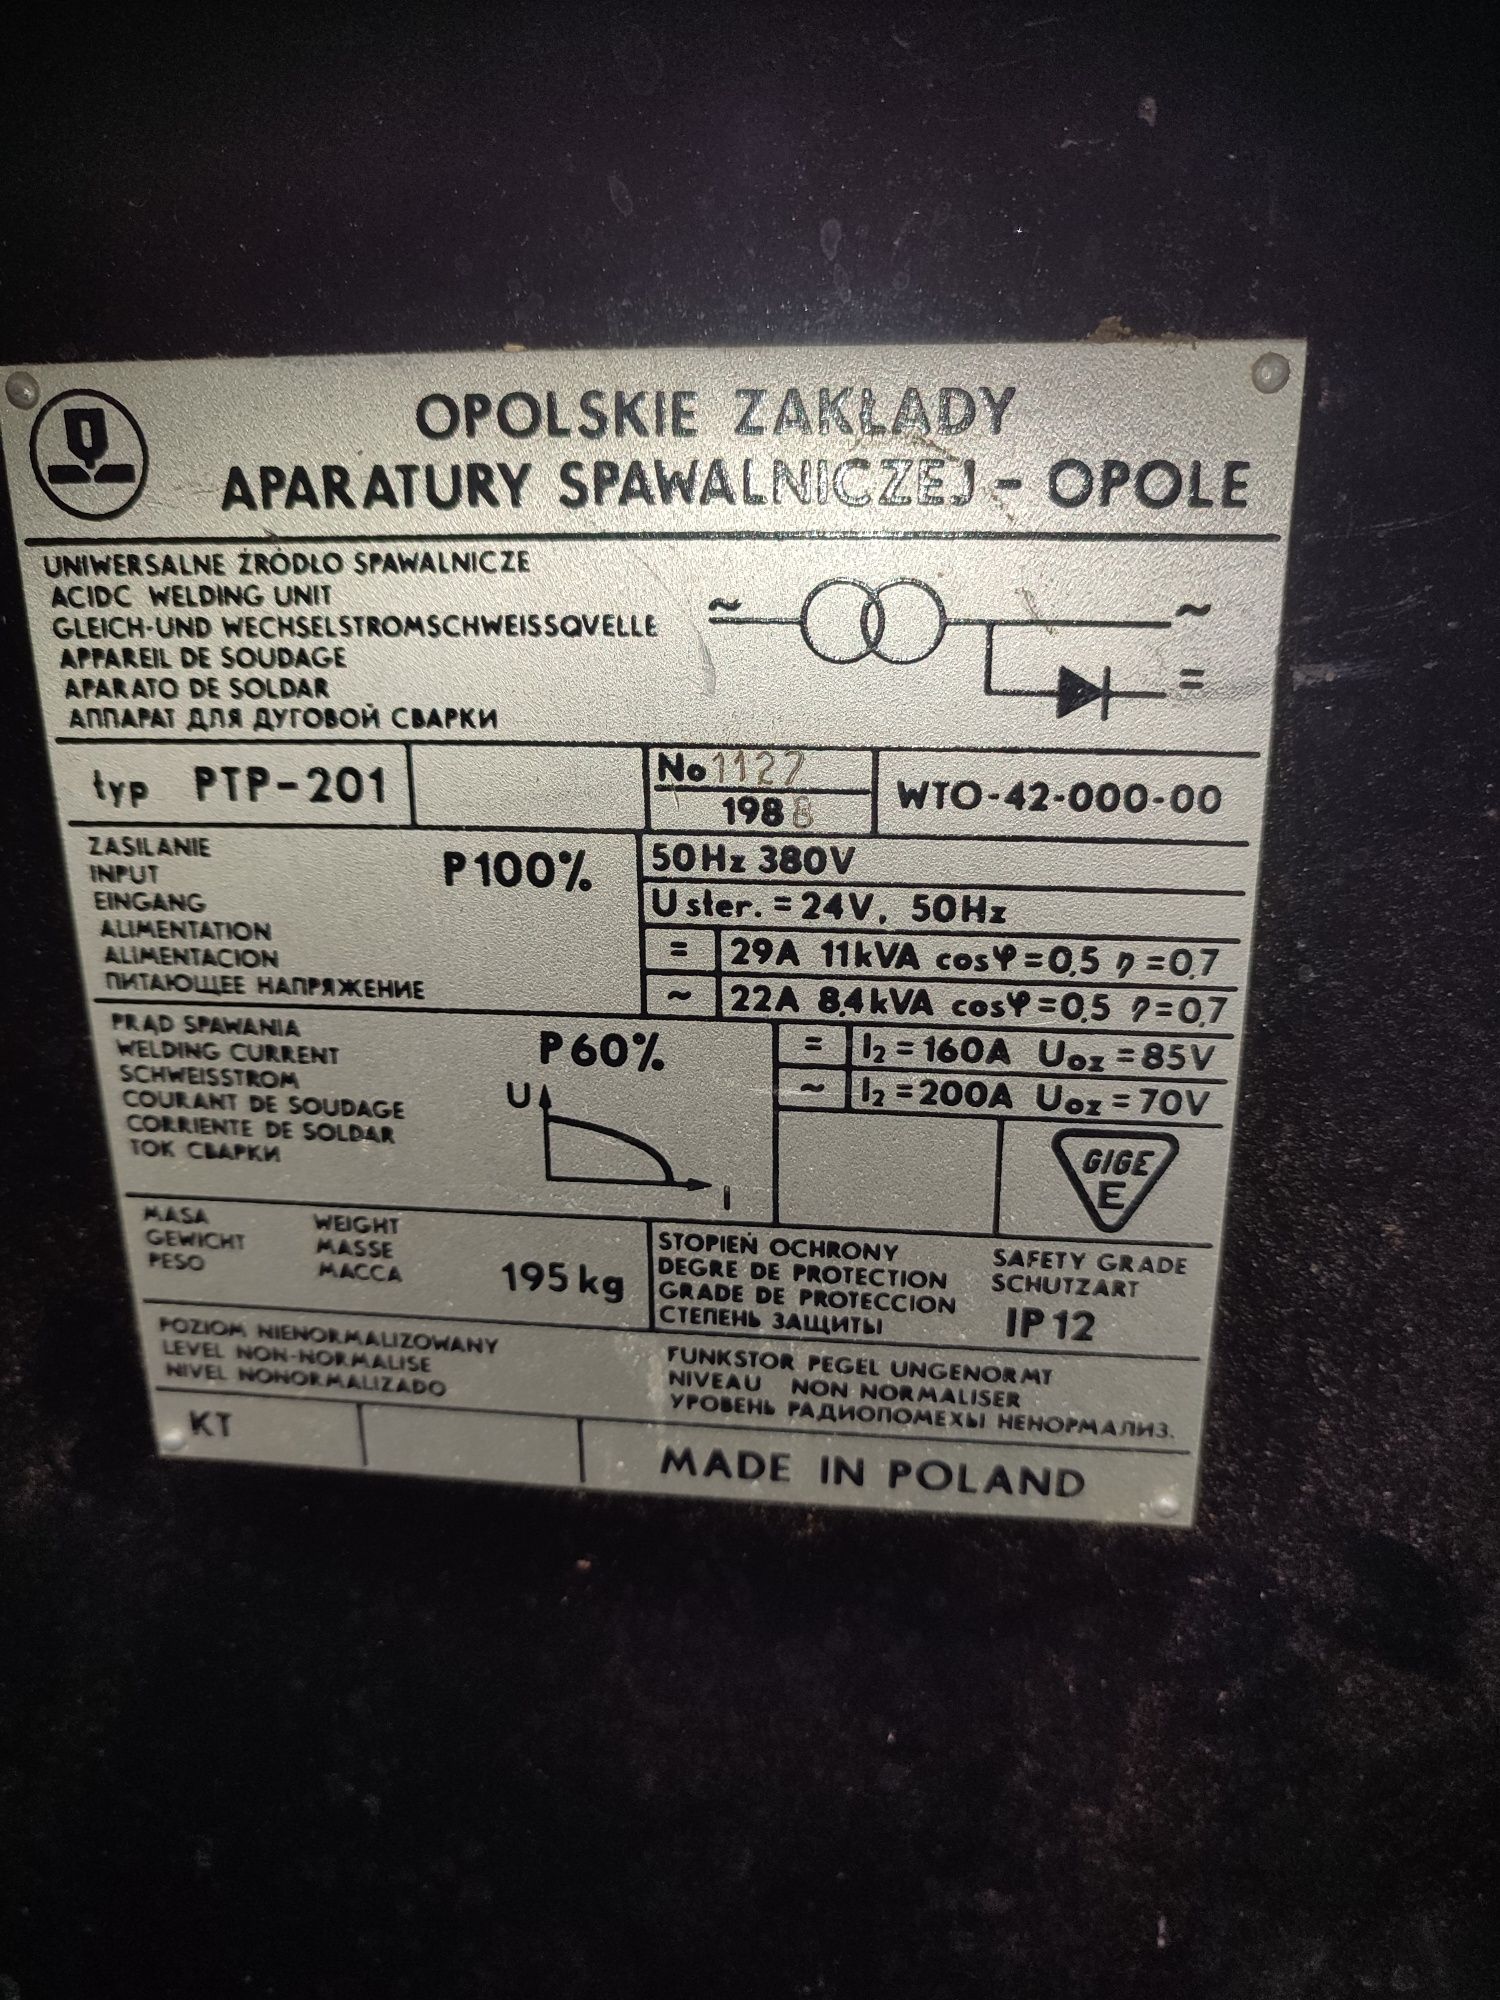 OPOLSKIE ZAKŁADY
APARATURY SPAWALNICZEJ - OPOLE
UNIWERSALNE ŹRÓDŁO SPAWALNICZE
ACIDC WELDING UNIT
GLEICH-UND WECHSELSTROMSCHWEISSQVELLE
APPAREIL DE SOUDAGE
APARATO DE SOLDAR
АППАРАТ ДЛЯ ДУГОВОЙ СВАРКИ
~ ~ =
typ PTP-201 No 1127 WTO-42-000-00
1988
ZASILANIE
INPUT
EINGANG
ALIMENTATION
ALIMENTACION
ПИТАЮЩЕЕ НАПРЯЖЕНИЕ
P100%
50Hz 380V
U ster. = 24V, 50Hz
= 29A 11kVA cosφ=0,5 η=0,7
~ 22A 8,4kVA cosφ=0,5 η=0,7
PRĄD SPAWANIA
WELDING CURRENT
SCHWEISSTROM
COURANT DE SOUDAGE
CORRIENTE DE SOLDAR
ТОК СВАРКИ
P60%
U
I
= I₂=160A Uoz=85V
~ I₂=200A Uoz=70V
GIGE
E
MASA WEIGHT
GEWICHT MASSE
PESO МАССА
195kg
STOPIEŃ OCHRONY SAFETY GRADE
DEGRE DE PROTECTION SCHUTZART
GRADE DE PROTECCION
СТЕПЕНЬ ЗАЩИТЫ IP12
POZIOM NIENORMALIZOWANY
LEVEL NON-NORMALISE
NIVEL NONORMALIZADO
FUNKSTOR PEGEL UNGENORMT
NIVEAU NON NORMALISER
УРОВЕНЬ РАДИОПОМЕХЫ НЕНОРМАЛИЗ.
KT
MADE IN POLAND